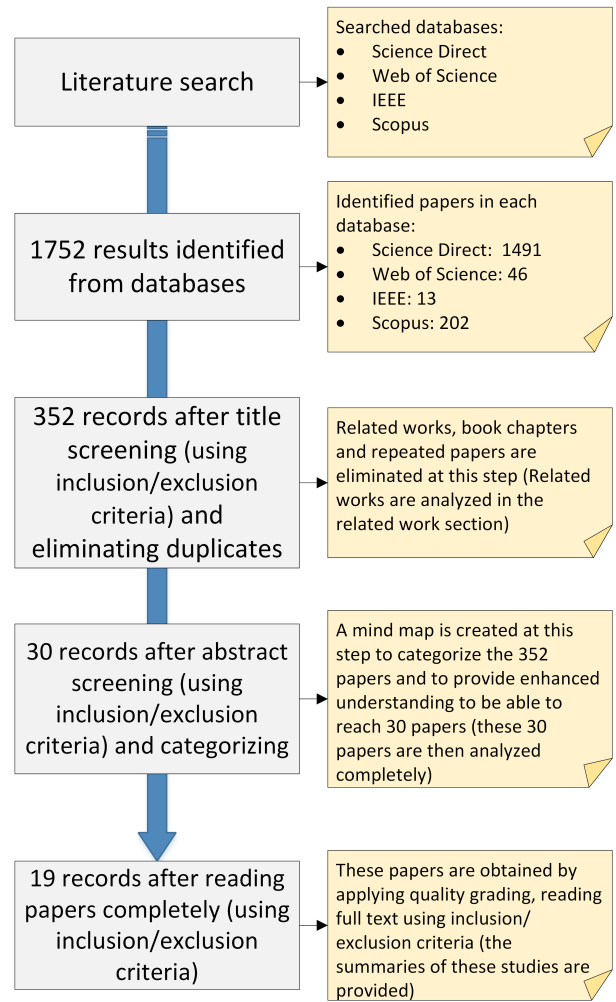 Literature search
Searched databases:
• Science Direct
• Web of Science
• IEEE
• Scopus
1752 results identified
from databases
Identified papers in each
database:
• Science Direct: 1491
• Web of Science: 46
• IEEE: 13
• Scopus: 202
352 records after title
screening (using
inclusion/exclusion
criteria) and
eliminating duplicates
Related works, book chapters
and repeated papers are
eliminated at this step (Related
works are analyzed in the
related work section)
30 records after abstract
screening (using
inclusion/exclusion
criteria) and categorizing
A mind map is created at this
step to categorize the 352
papers and to provide enhanced
understanding to be able to
reach 30 papers (these 30
papers are then analyzed
completely)
19 records after reading
papers completely (using
inclusion/exclusion
criteria)
These papers are obtained by
applying quality grading, reading
full text using inclusion/
exclusion criteria (the
summaries of these studies are
provided)